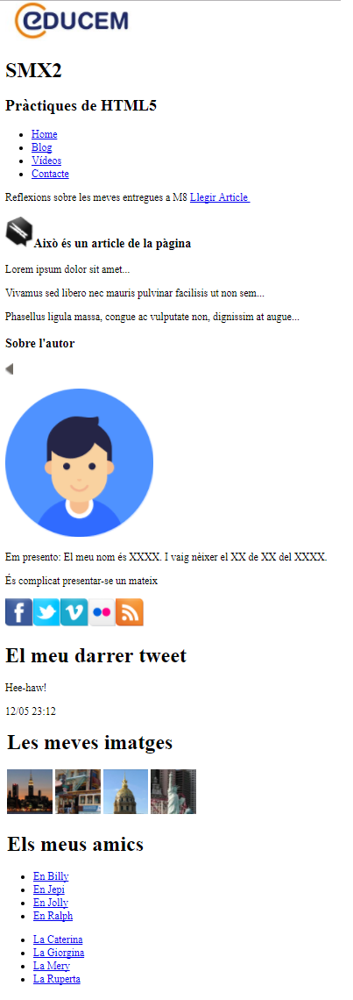 eDUCEM
SMX2
Pràctiques de HTML5
Home
Blog
Vídeos
Contacte
Reflexions sobre les meves entregues a M8 Llegir Article
Això és un article de la pàgina
Lorem ipsum dolor sit amet...
Vivamus sed libero nec mauris pulvinar facilisis ut non sem...
Phasellus ligula massa, congue ac vulputate non, dignissim at augue...
Sobre l'autor
Em presento: El meu nom és XXXX. I vaig nèixer el XX de XX del XXXX.
És complicat presentar-se un mateix
El meu darrer tweet
Hee-haw!
12/05 23:12
Les meves imatges
Els meus amics
En Billy
En Jepi
En Jolly
En Ralph
La Caterina
La Giorgina
La Mery
La Ruperta